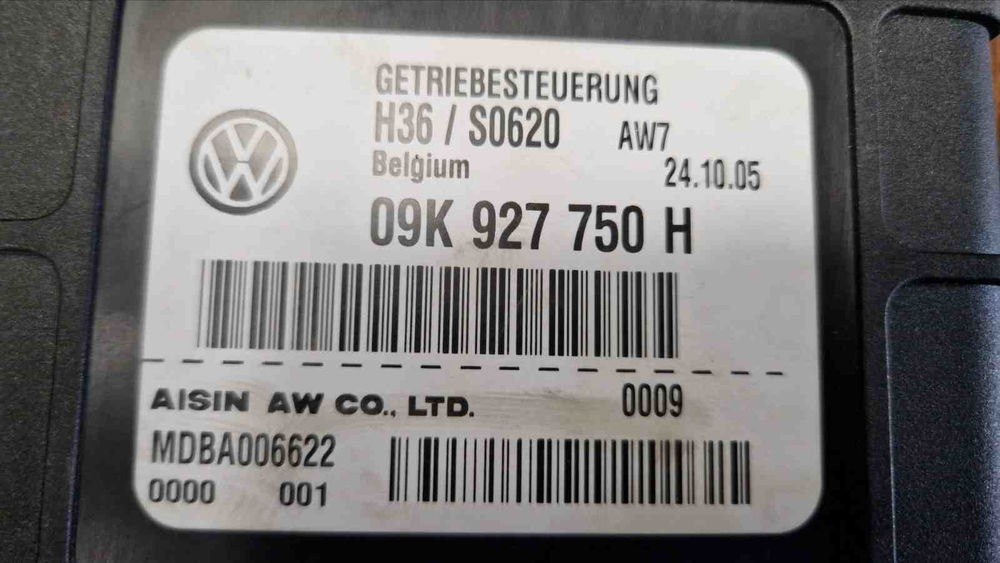 GETRIEBESTEUERUNG
H36 / S0620 AW7
Belgium 24.10.05
09K 927 750 H
AISIN AW CO., LTD. 0009
MDBA006622
0000 001